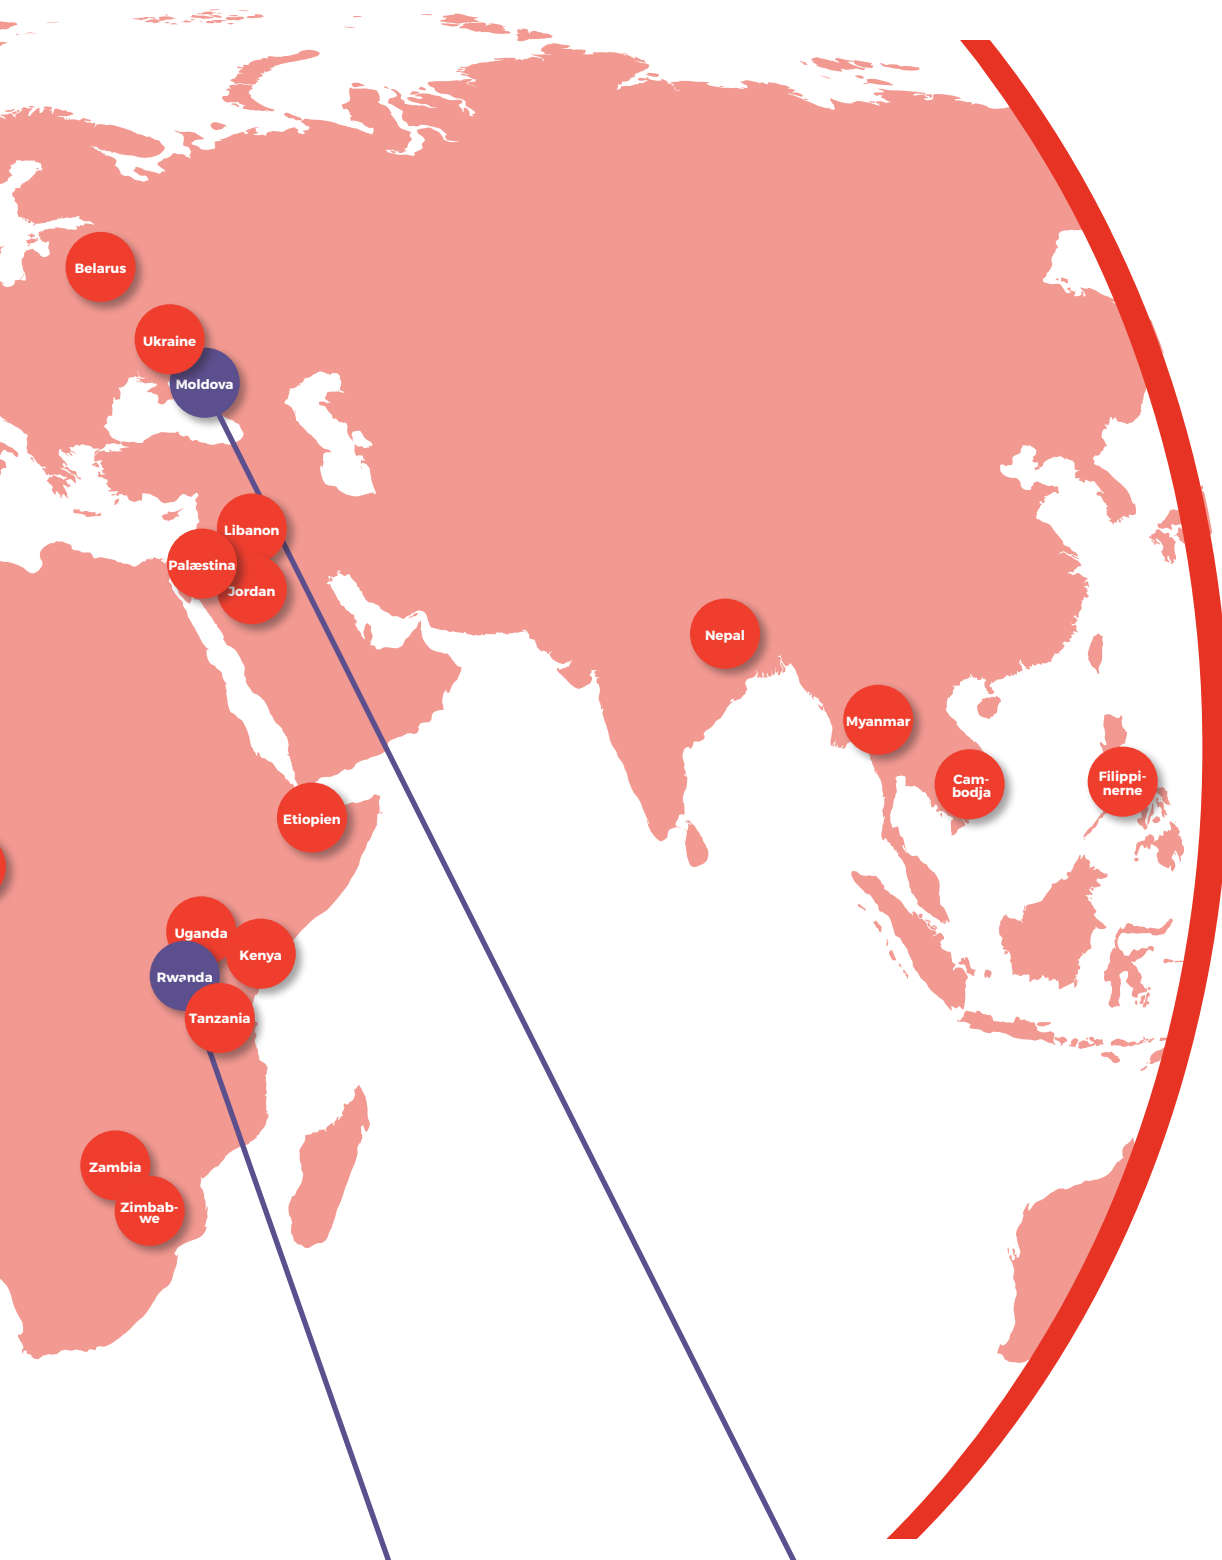 Belarus
Ukraine
Moldova
Libanon
Palæstina
Jordan
Nepal
Myanmar
Cam-
bodja
Filippi-
nerne
Etiopien
Uganda
Kenya
Rwanda
Tanzania
Zambia
Zimbab-
we